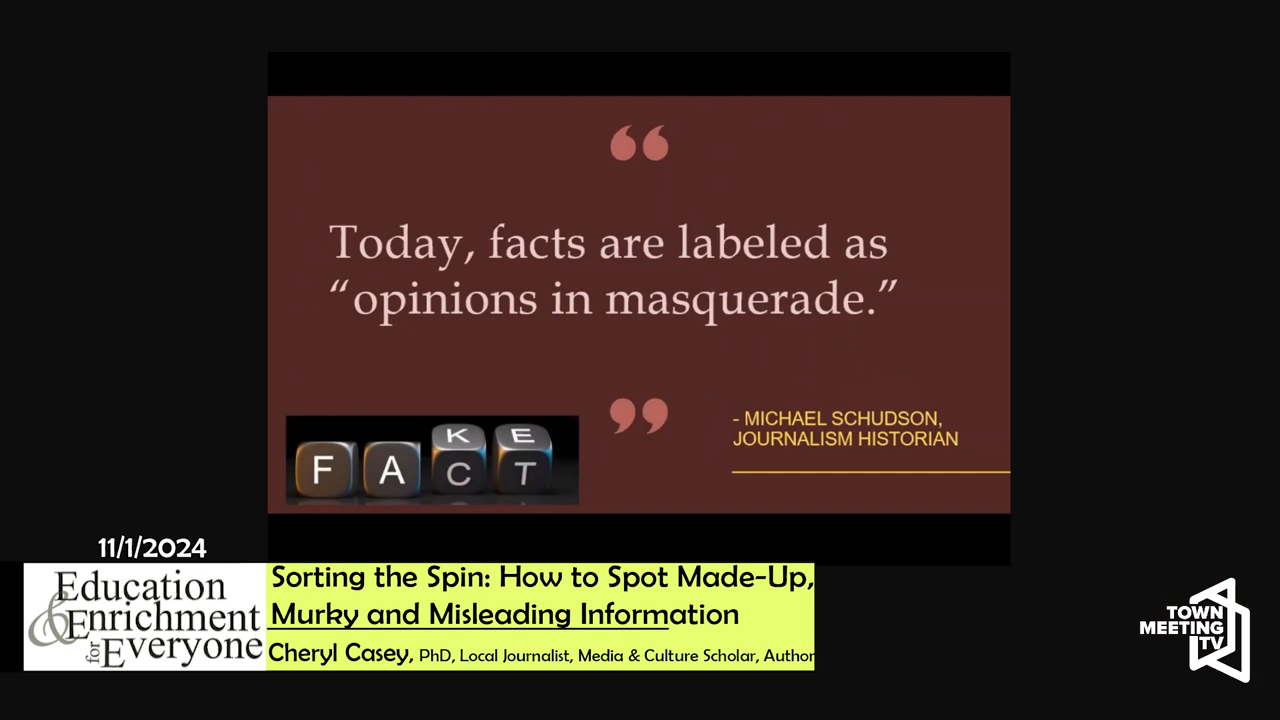 “
Today, facts are labeled as
“opinions in masquerade.”
”
- MICHAEL SCHUDSON,
JOURNALISM HISTORIAN
K E
F A C T
11/1/2024
Education
& Enrichment
for Everyone
Sorting the Spin: How to Spot Made-Up,
Murky and Misleading Information
Cheryl Casey, PhD, Local Journalist, Media & Culture Scholar, Author
TOWN
MEETING
TV